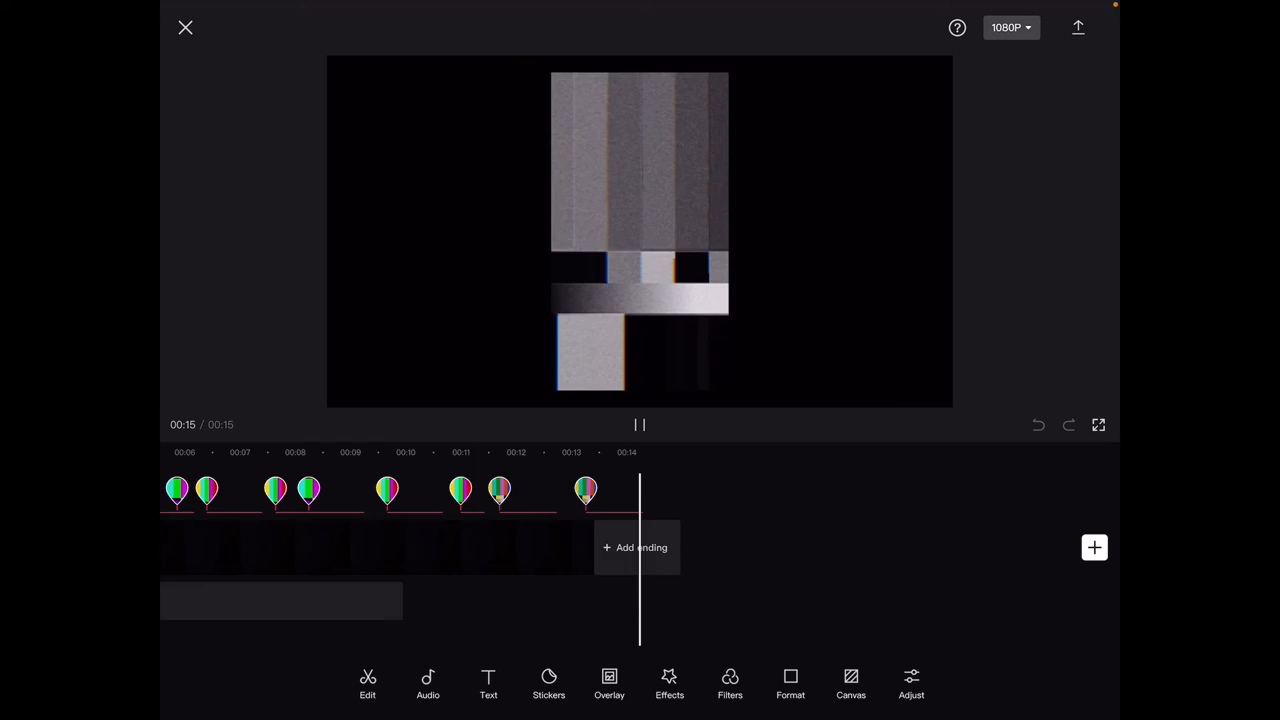 1080P
00:15 / 00:15
00:06 00:07 00:08 00:09 00:10 00:11 00:12 00:13 00:14
+ Add ending
Edit Audio Text Stickers Overlay Effects Filters Format Canvas Adjust